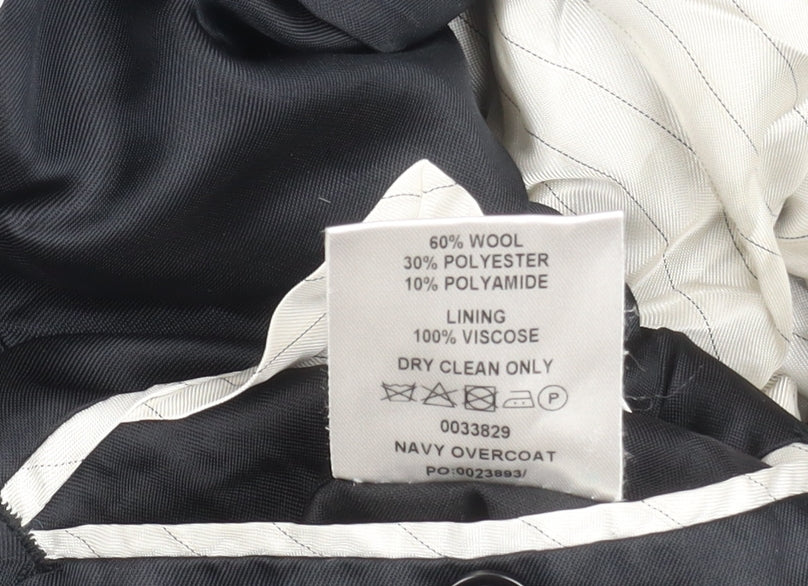 60% WOOL
30% POLYESTER
10% POLYAMIDE
LINING
100% VISCOSE
DRY CLEAN ONLY
P
0033829
NAVY OVERCOAT
PO:0023893/